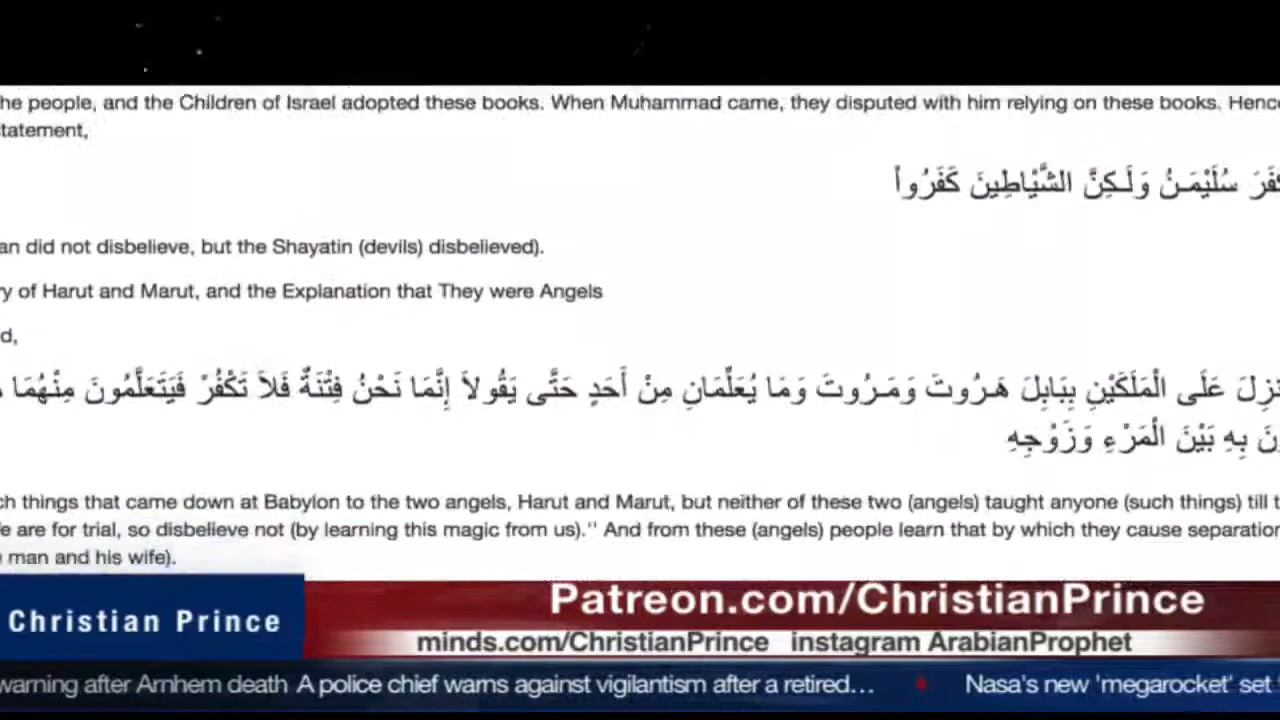 he people, and the Children of Israel adopted these books. When Muhammad came, they disputed with him relying on these books. Henc
tatement,
كَفَرَ سُلَيْمَـنُ وَلَـكِنَّ الشَّيْاطِينَ كَفَرُواْ
an did not disbelieve, but the Shayatin (devils) disbelieved).
ry of Harut and Marut, and the Explanation that They were Angels
d,
نزِلَ عَلَى الْمَلَكَيْنِ بِبَابِلَ هَـرُوتَ وَمَـرُوتَ وَمَا يُعَلِّمَانِ مِنْ أَحَدٍ حَتَّى يَقُولاَ إِنَّمَا نَحْنُ فِتْنَةٌ فَلاَ تَكْفُرْ فَيَتَعَلَّمُونَ مِنْهُمَا
ونَ بِهِ بَيْنَ الْمَرْءِ وَزَوْجِهِ
ch things that came down at Babylon to the two angels, Harut and Marut, but neither of these two (angels) taught anyone (such things) till t
e are for trial, so disbelieve not (by learning this magic from us).'' And from these (angels) people learn that by which they cause separation
man and his wife).
Christian Prince
Patreon.com/ChristianPrince
minds.com/ChristianPrince instagram ArabianProphet
warning after Arnhem death A police chief warns against vigilantism after a retired... Nasa's new 'megarocket' set